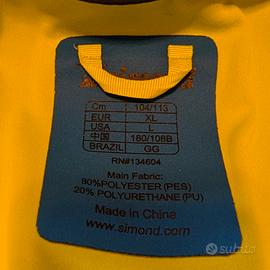 Cm 104/113
EUR XL
USA L
中国 180/108B
BRAZIL GG
RN#134604
Main Fabric:
80%POLYESTER (PES)
20% POLYURETHANE (PU)
Made in China
www.simond.com
subito